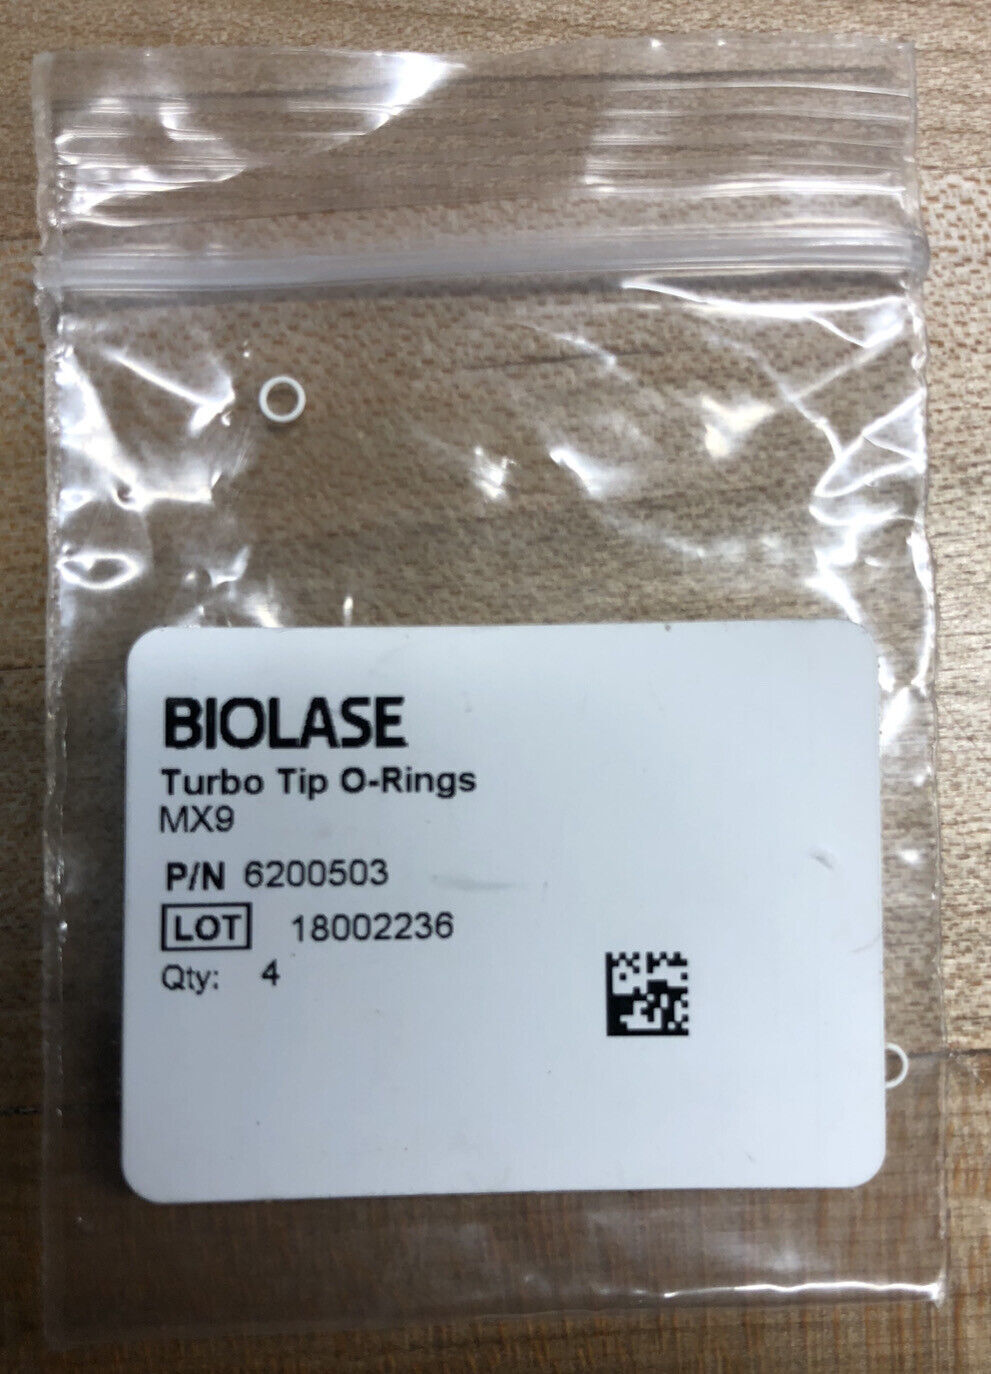 BIOLASE
Turbo Tip O-Rings
MX9
P/N 6200503
LOT 18002236
Qty: 4